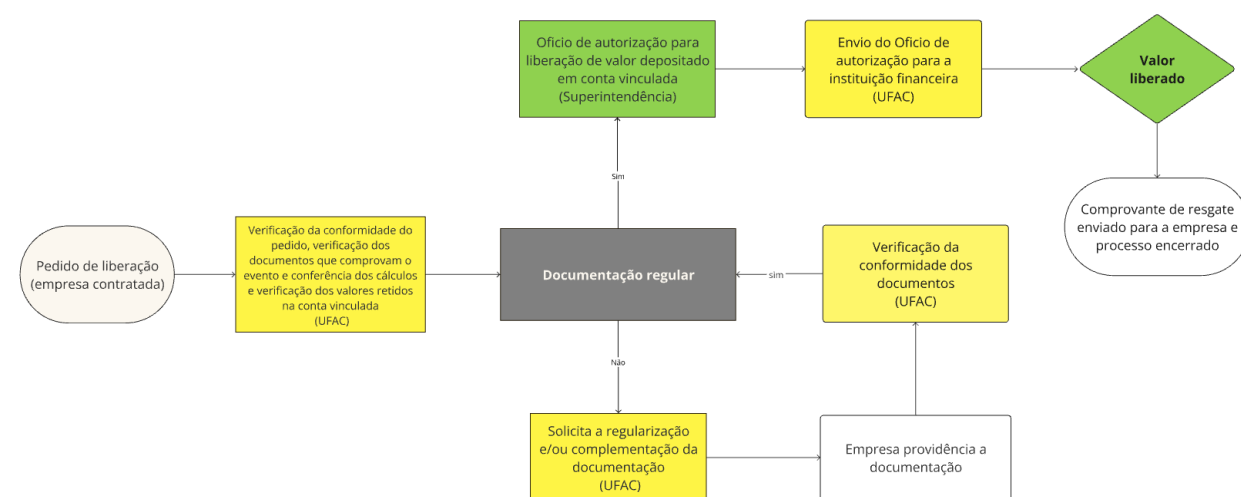 Oficio de autorização para
liberação de valor depositado
em conta vinculada
(Superintendência)
Envio do Oficio de
autorização para a
instituição financeira
(UFAC)
Valor
liberado
Sim
Comprovante de resgate
enviado para a empresa e
processo encerrado
Pedido de liberação
(empresa contratada)
Verificação da conformidade do
pedido, verificação dos
documentos que comprovam o
evento e conferência dos cálculos
e verificação dos valores retidos
na conta vinculada
(UFAC)
Documentação regular
sim
Verificação da
conformidade dos
documentos
(UFAC)
Não
Solicita a regularização
e/ou complementação da
documentação
(UFAC)
Empresa providência a
documentação